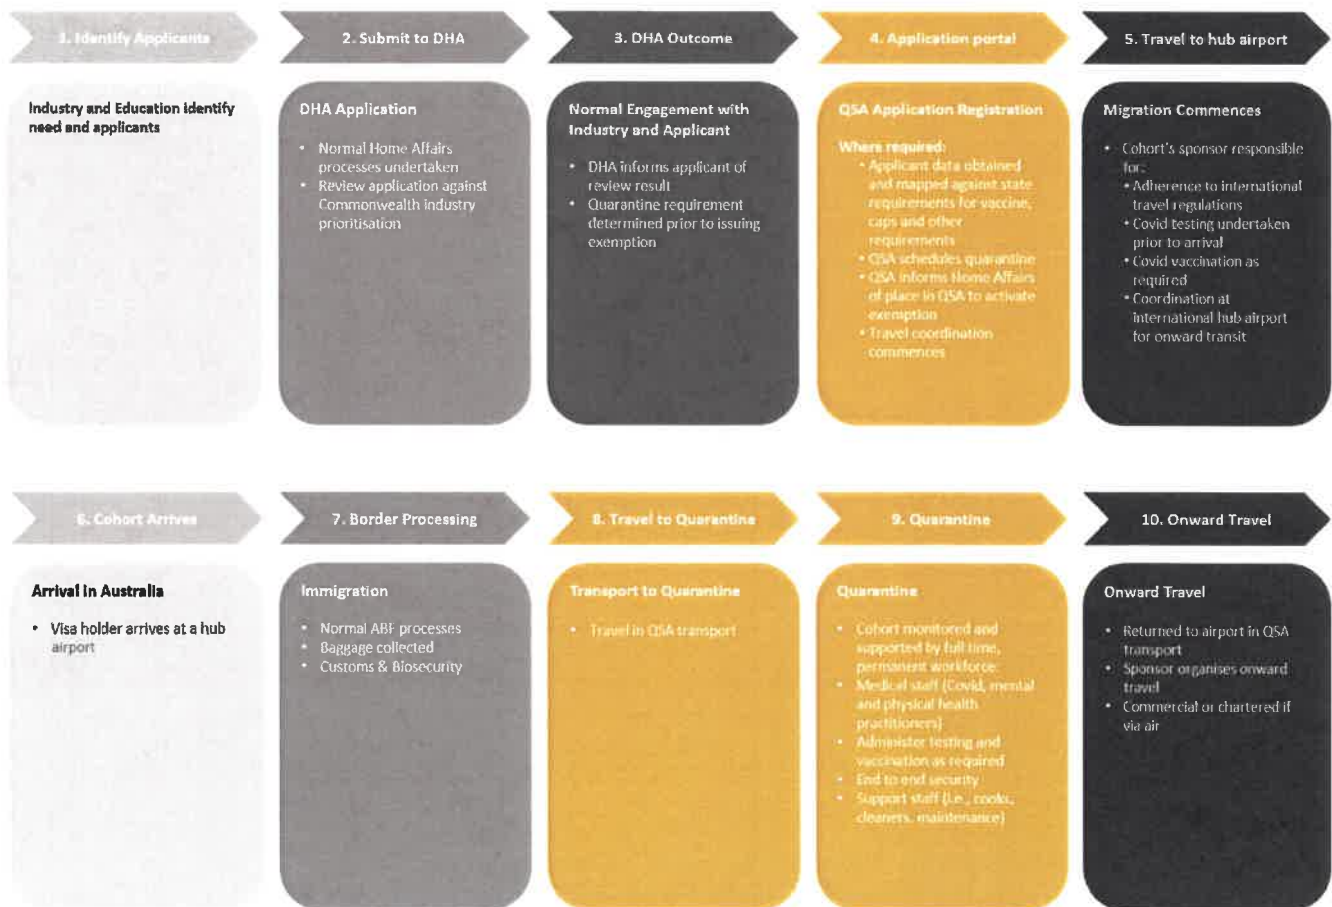 1. Identify Applicants
2. Submit to DHA
3. DHA Outcome
4. Application portal
5. Travel to hub airport
Industry and Education identify
need and applicants
DHA Application
• Normal Home Affairs
processes undertaken
• Review application against
Commonwealth industry
prioritisation
Normal Engagement with
Industry and Applicant
• DHA informs applicant of
review result
• Quarantine requirement
determined prior to issuing
exemption
QSA Application Registration
Where required:
• Applicant data obtained
and mapped against state
requirements for vaccine,
caps and other
requirements
• QSA schedules quarantine
• QSA informs Home Affairs
of place in QSA to activate
exemption
• Travel coordination
commences
Migration Commences
• Cohort's sponsor responsible
for:
• Adherence to international
travel regulations
• Covid testing undertaken
prior to arrival
• Covid vaccination as
required
• Coordination at
international hub airport
for onward transit
6. Cohort Arrives
7. Border Processing
8. Travel to Quarantine
9. Quarantine
10. Onward Travel
Arrival in Australia
• Visa holder arrives at a hub
airport
Immigration
• Normal ABF processes
• Baggage collected
• Customs & Biosecurity
Transport to Quarantine
• Travel in QSA transport
Quarantine
• Cohort monitored and
supported by full time,
permanent workforce
• Medical staff (Covid, mental
and physical health
practitioners)
• Administer testing and
vaccination as required
• End to end security
• Support staff (i.e., cooks,
cleaners, maintenance)
Onward Travel
• Returned to airport in QSA
transport
• Sponsor organises onward
travel
• Commercial or chartered if
via air